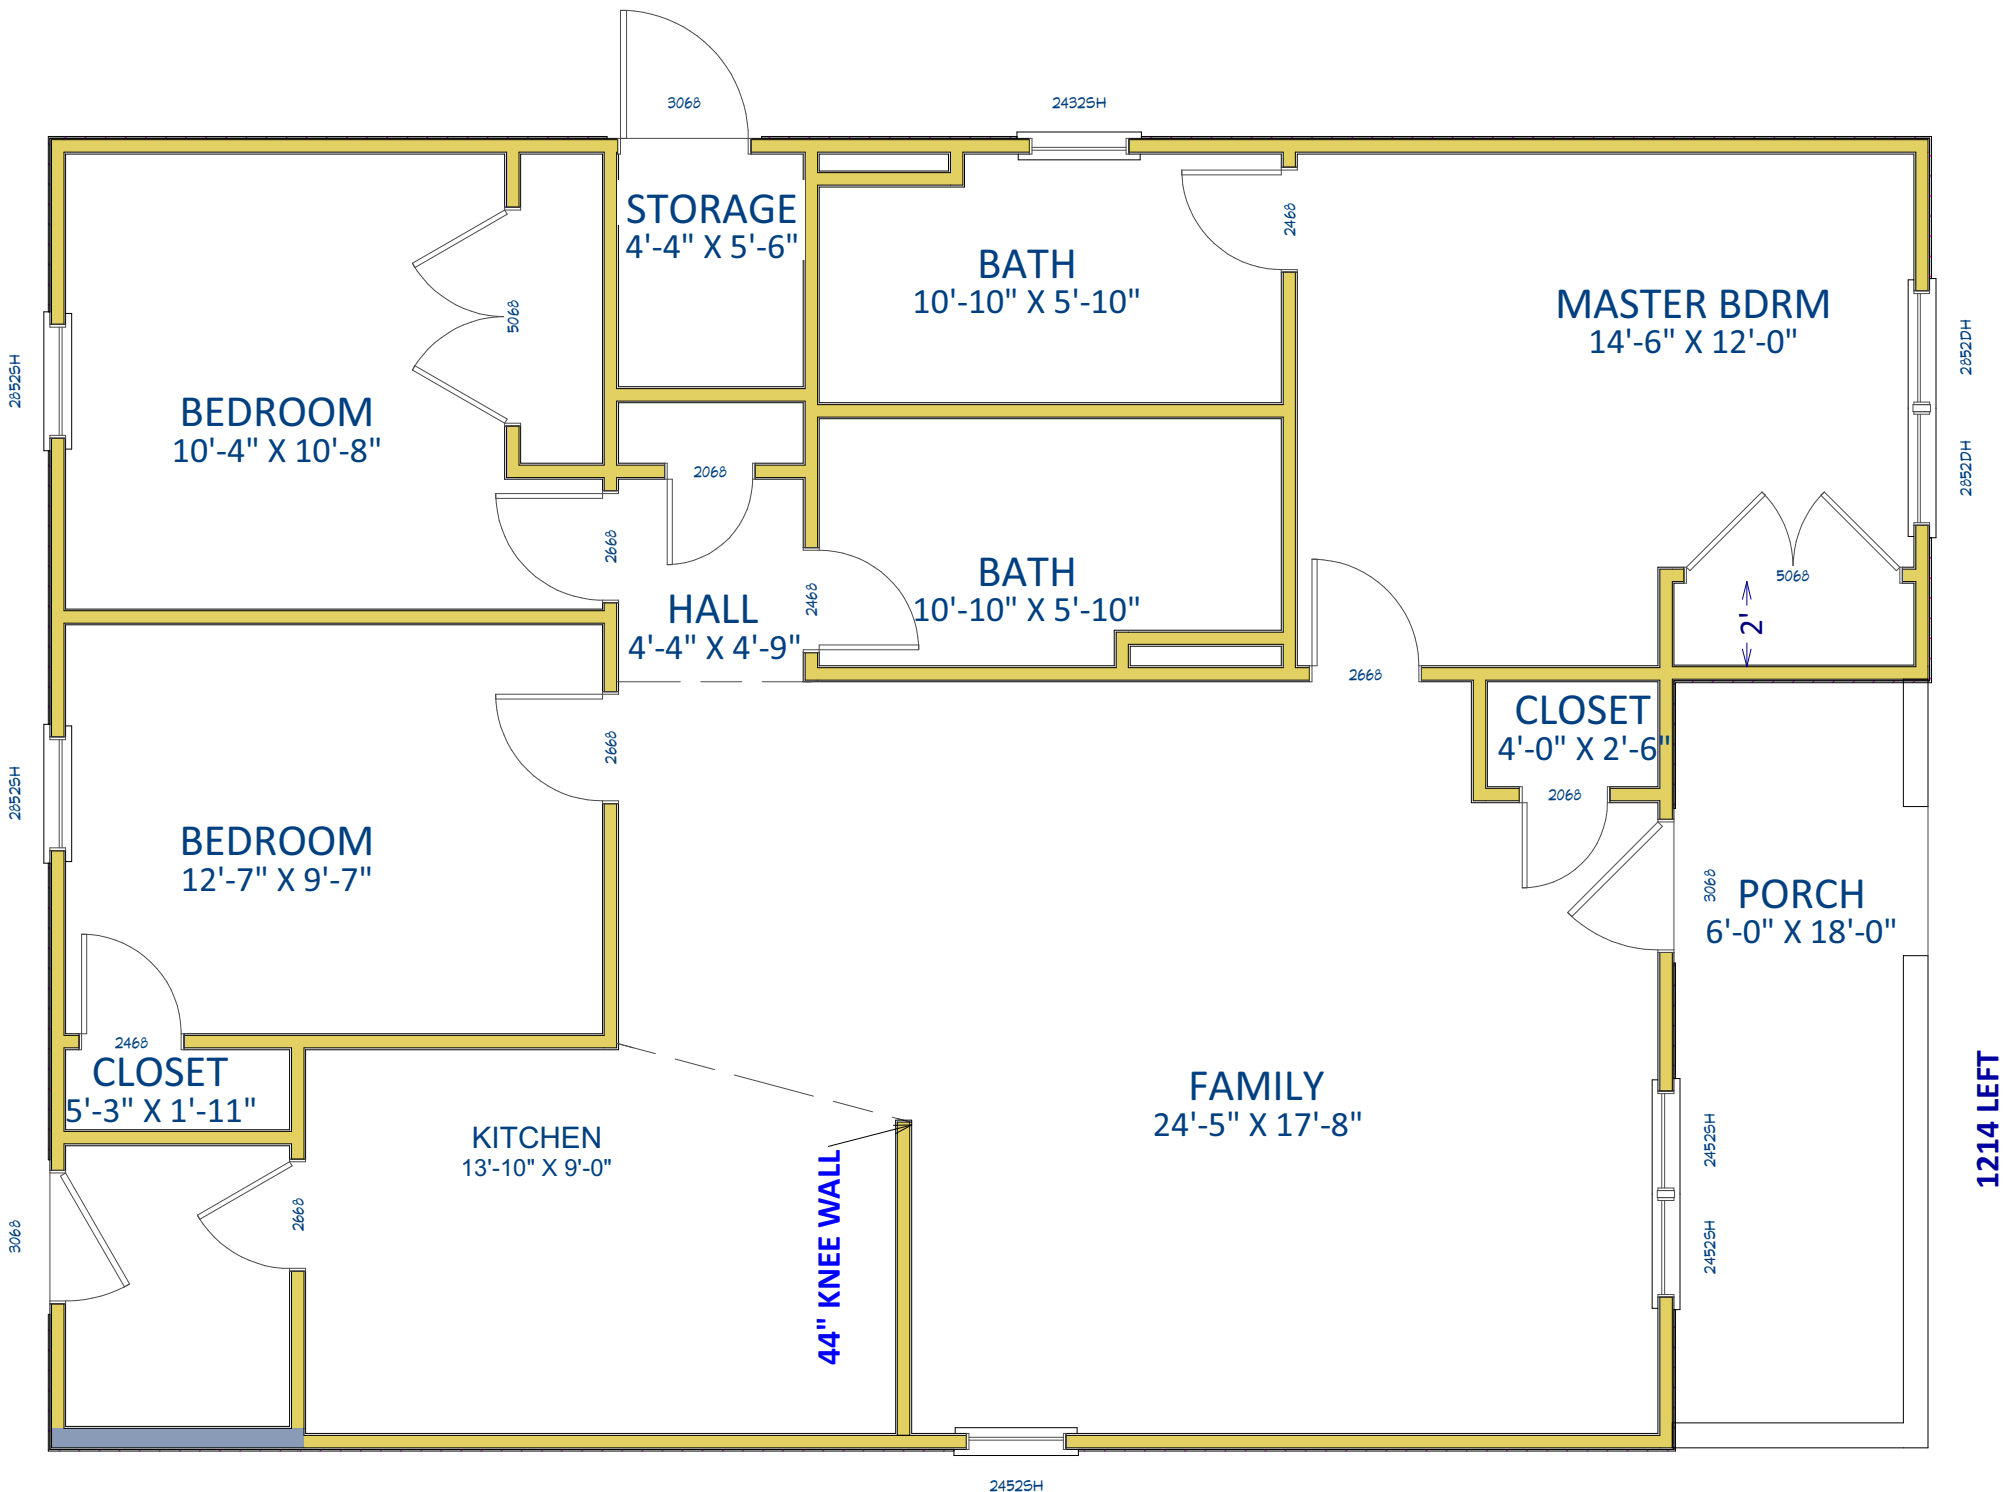 3068
2432SH
STORAGE
4'-4" X 5'-6"
2468
BATH
10'-10" X 5'-10"
MASTER BDRM
14'-6" X 12'-0"
2852DH
2852DH
5068
2852SH
BEDROOM
10'-4" X 10'-8"
2068
2668
HALL
4'-4" X 4'-9"
2468
BATH
10'-10" X 5'-10"
5068
2'
2668
CLOSET
4'-0" X 2'-6"
2068
2668
2852SH
BEDROOM
12'-7" X 9'-7"
3068
PORCH
6'-0" X 18'-0"
2468
CLOSET
5'-3" X 1'-11"
KITCHEN
13'-10" X 9'-0"
FAMILY
24'-5" X 17'-8"
44" KNEE WALL
2452SH
2452SH
1214 LEFT
3068
2668
2452SH